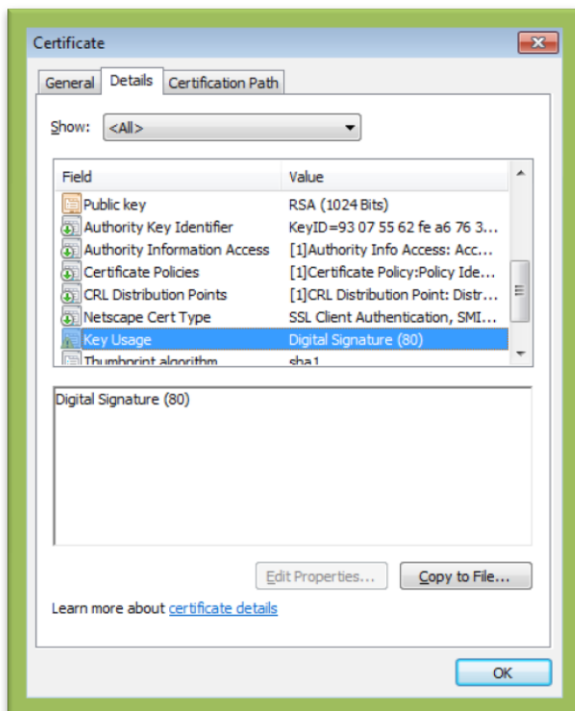 Certificate
General Details Certification Path
Show: <All>
Field Value
Public key RSA (1024 Bits)
Authority Key Identifier KeyID=93 07 55 62 fe a6 76 3...
Authority Information Access [1]Authority Info Access: Acc...
Certificate Policies [1]Certificate Policy:Policy Ide...
CRL Distribution Points [1]CRL Distribution Point: Distr...
Netscape Cert Type SSL Client Authentication, SMI...
Key Usage Digital Signature (80)
Thumbprint algorithm sha1
Digital Signature (80)
Edit Properties... Copy to File...
Learn more about certificate details
OK